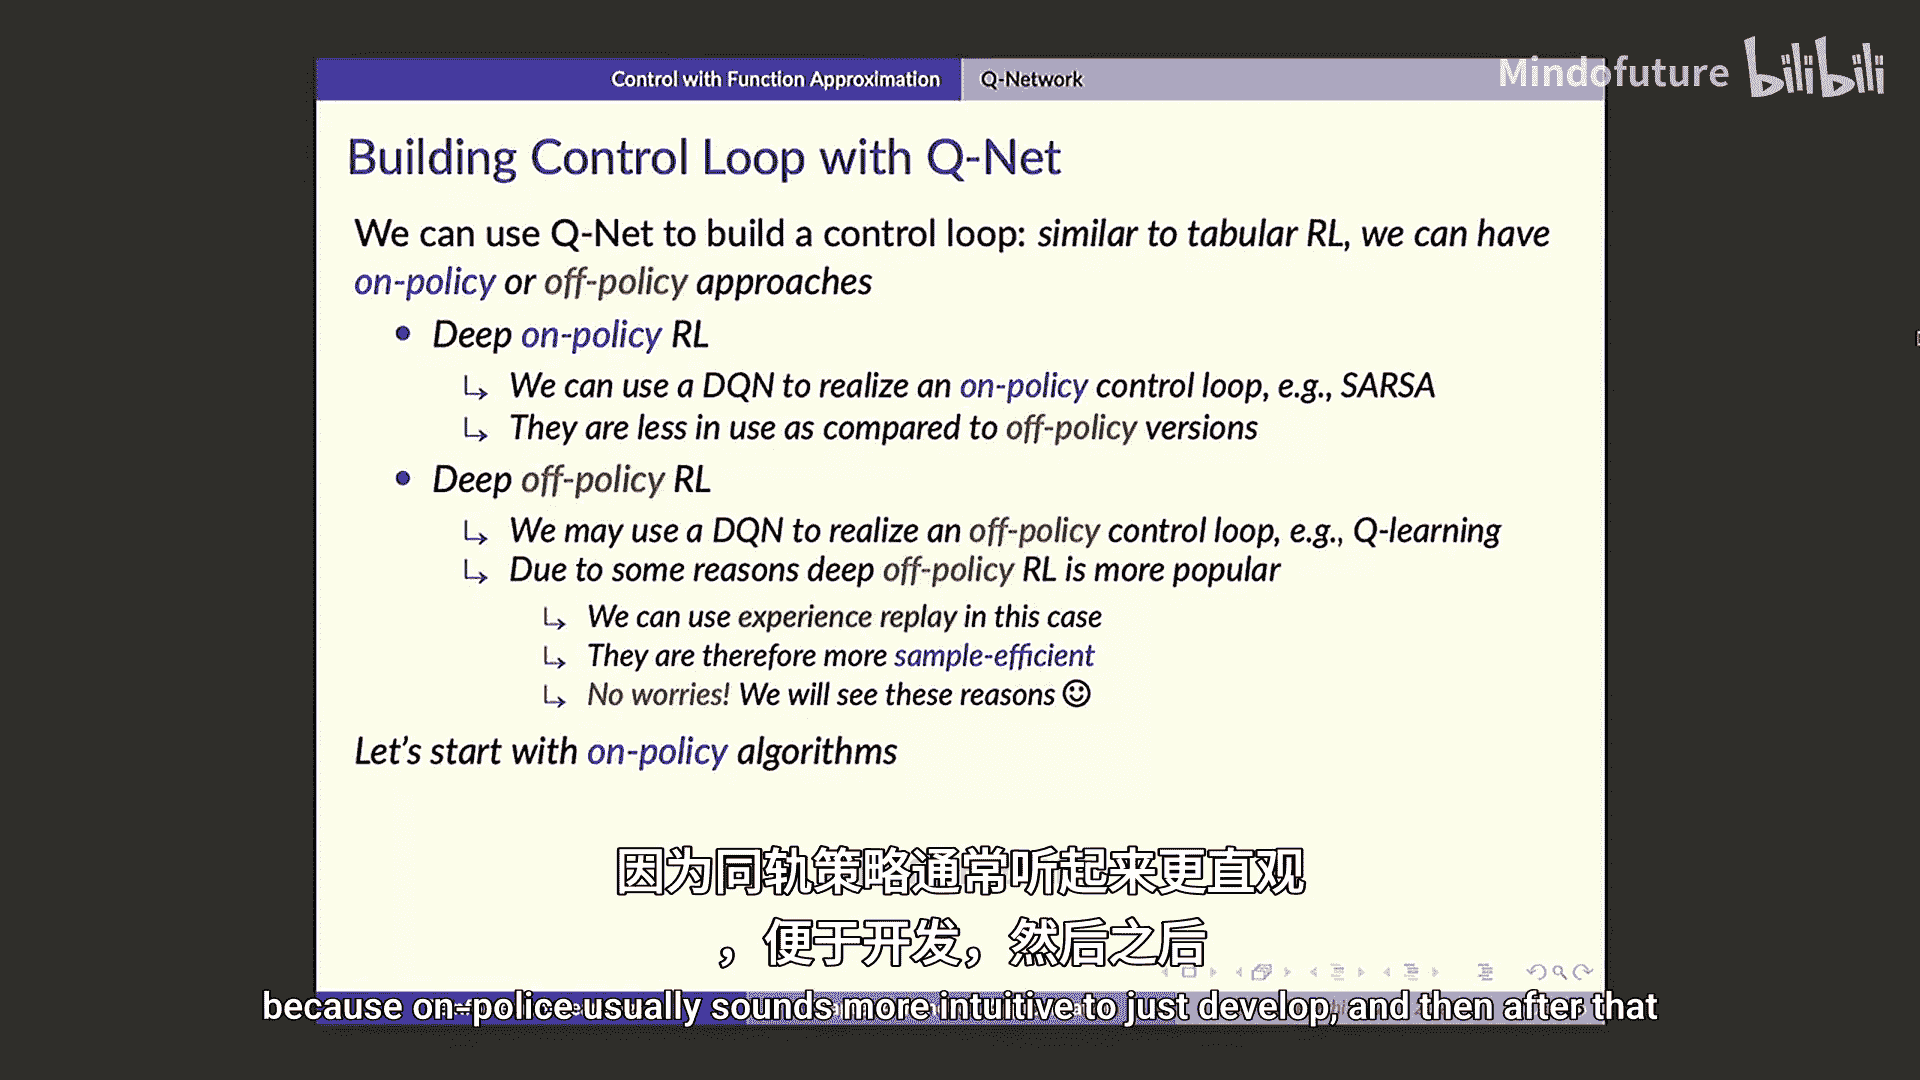 Control with Function Approximation Q-Network
Mindofuture bilibili
Building Control Loop with Q-Net
We can use Q-Net to build a control loop: similar to tabular RL, we can have
on-policy or off-policy approaches
• Deep on-policy RL
↳ We can use a DQN to realize an on-policy control loop, e.g., SARSA
↳ They are less in use as compared to off-policy versions
• Deep off-policy RL
↳ We may use a DQN to realize an off-policy control loop, e.g., Q-learning
↳ Due to some reasons deep off-policy RL is more popular
↳ We can use experience replay in this case
↳ They are therefore more sample-efficient
↳ No worries! We will see these reasons ☺
Let's start with on-policy algorithms
因为同轨策略通常听起来更直观
，便于开发，然后之后
because on-police usually sounds more intuitive to just develop, and then after that